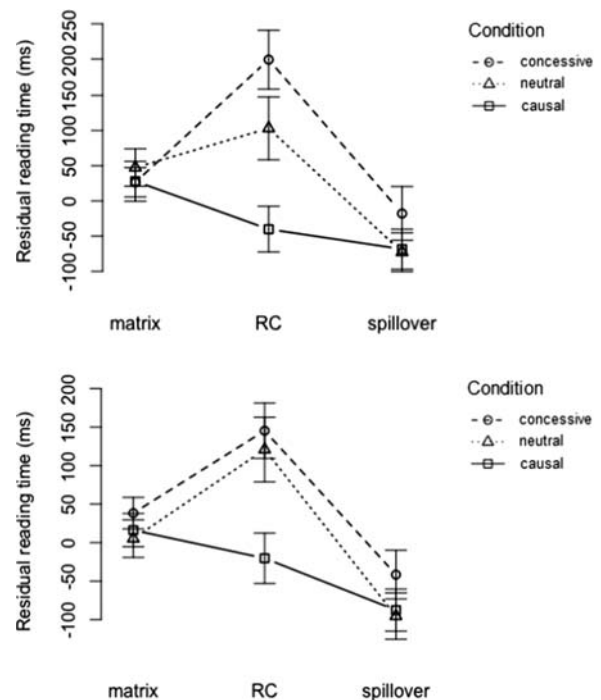 Residual reading time (ms)
-100 -50 0 50 100 150 200 250
matrix RC spillover
Condition
concessive
neutral
causal
Residual reading time (ms)
-100 -50 0 50 100 150 200
matrix RC spillover
Condition
concessive
neutral
causal